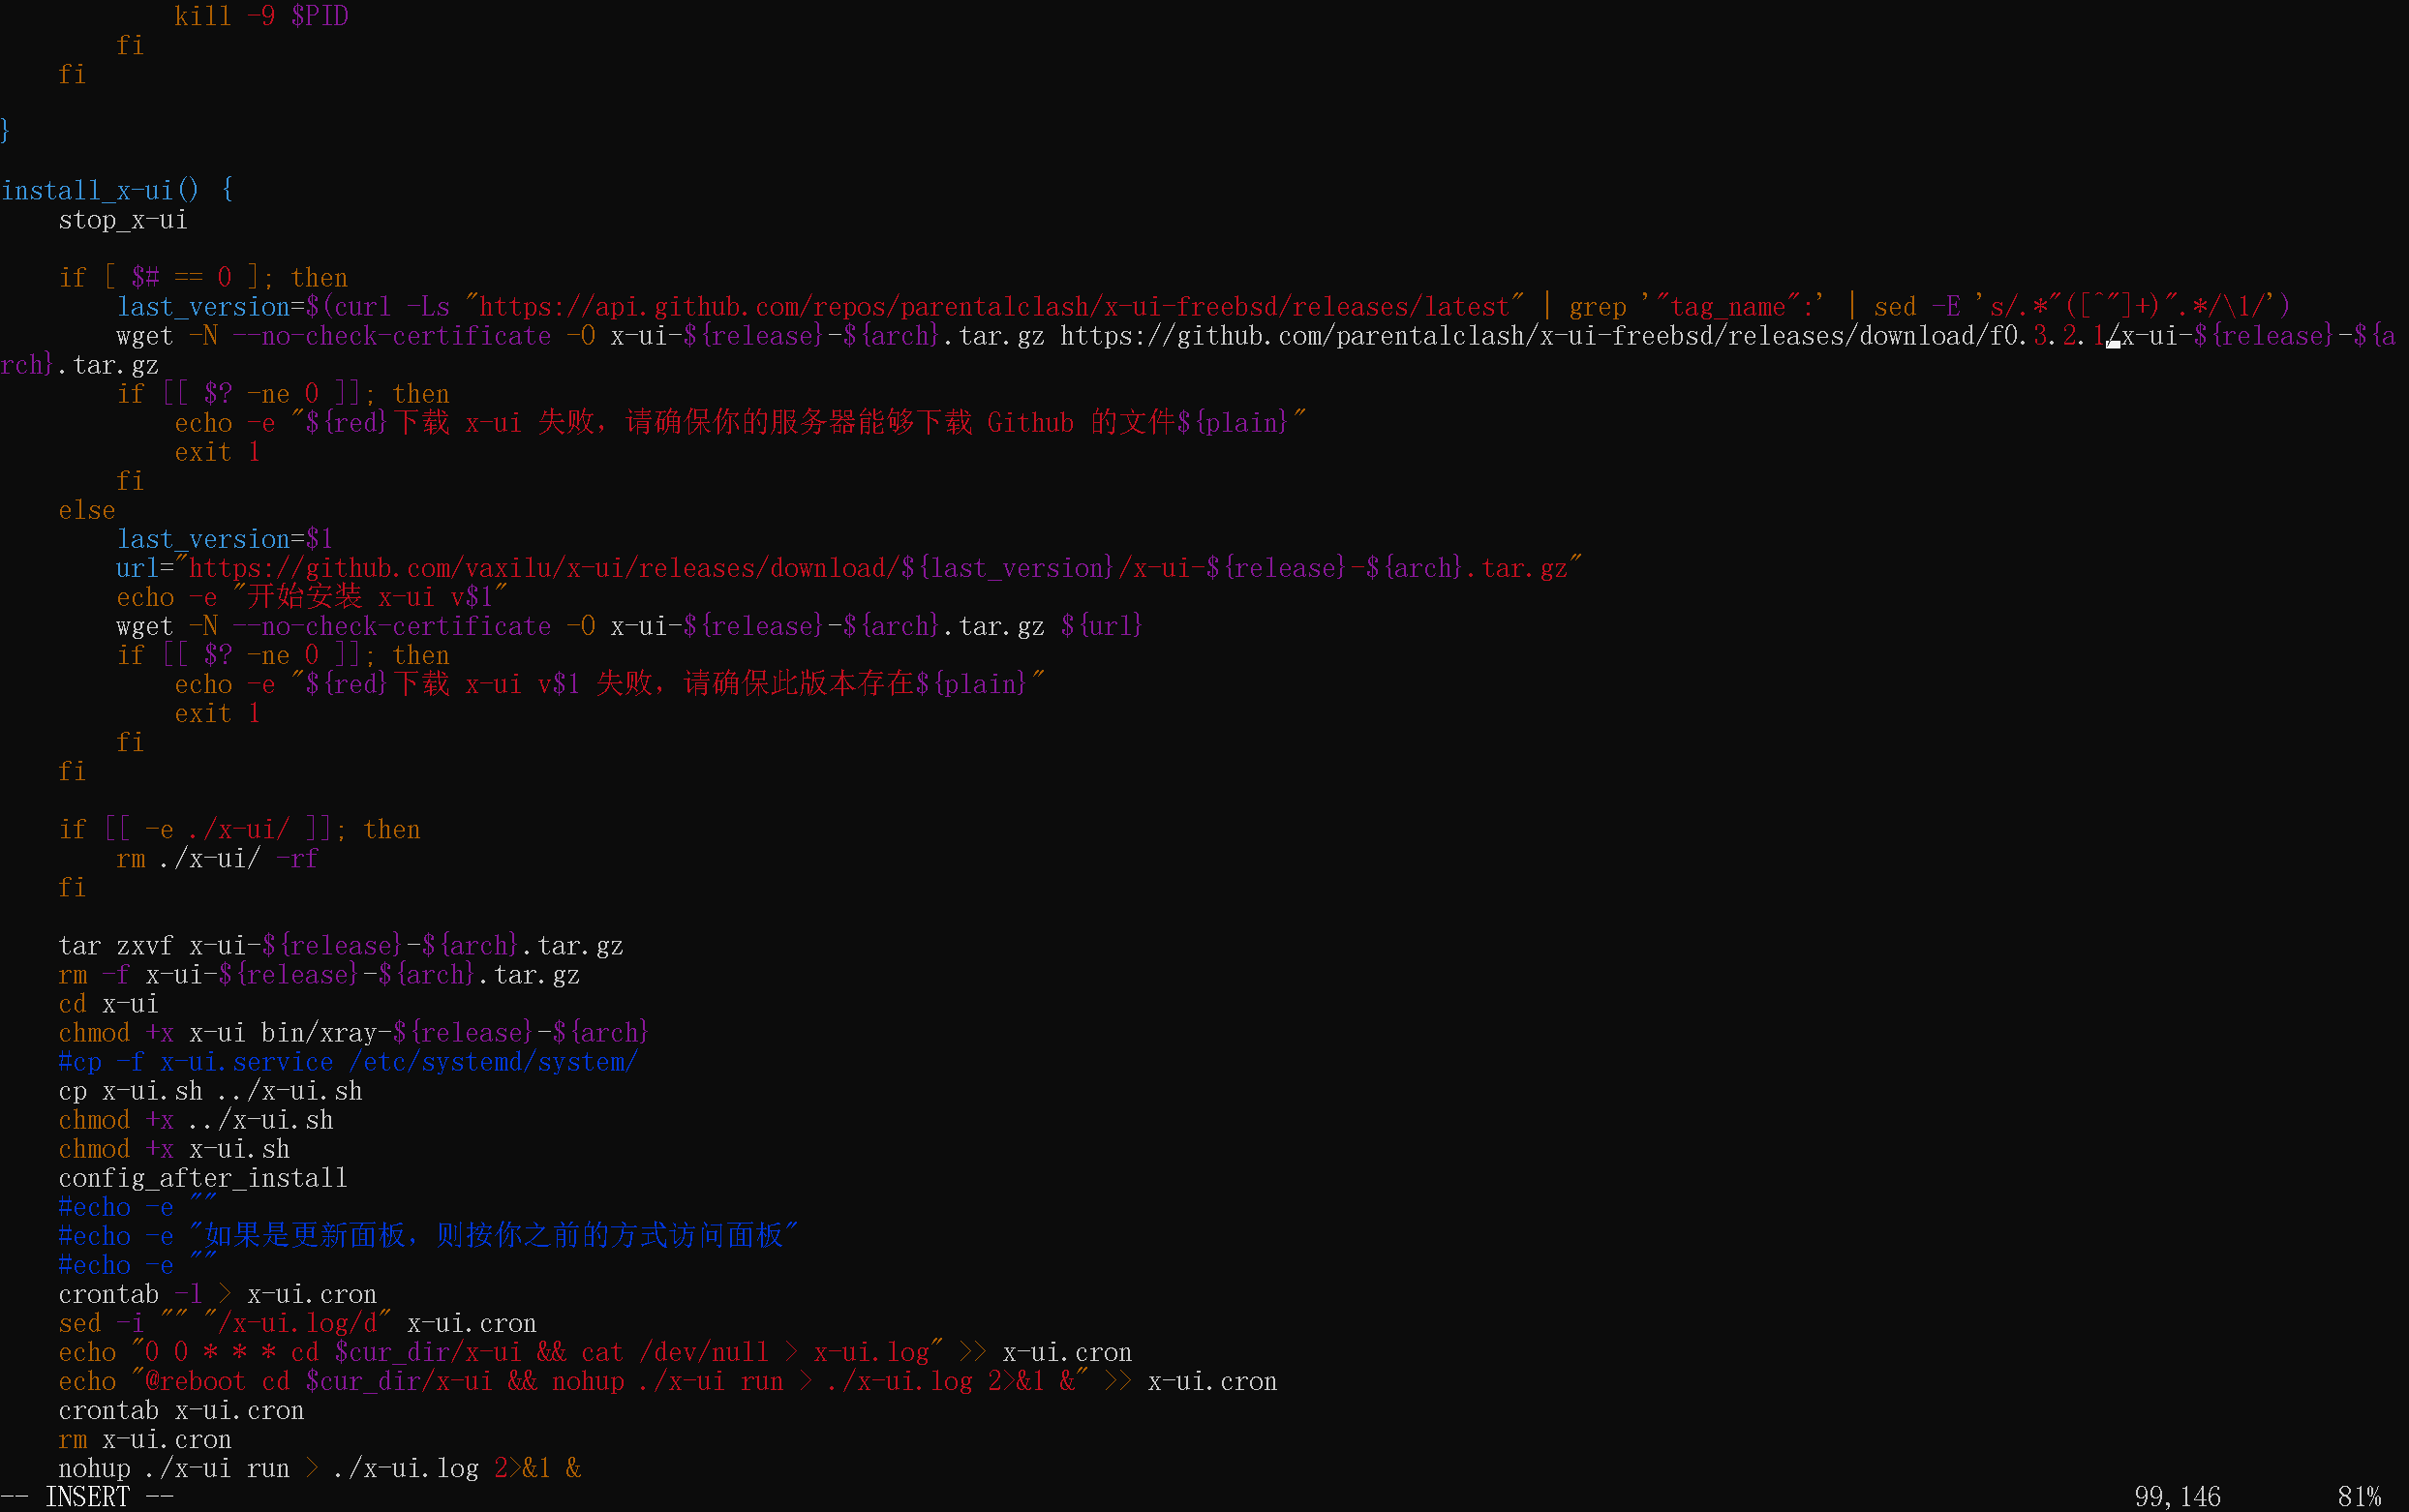 kill -9 $PID
        fi
    fi

}

install_x-ui() {
    stop_x-ui

    if [ $# == 0 ]; then
        last_version=$(curl -Ls "https://api.github.com/repos/parentalclash/x-ui-freebsd/releases/latest" | grep '"tag_name":' | sed -E 's/.*"([^"]+)".*/\1/')
        wget -N --no-check-certificate -O x-ui-${release}-${arch}.tar.gz https://github.com/parentalclash/x-ui-freebsd/releases/download/f0.3.2.1/x-ui-${release}-${a
rch}.tar.gz
        if [[ $? -ne 0 ]]; then
            echo -e "${red}下载 x-ui 失败，请确保你的服务器能够下载 Github 的文件${plain}"
            exit 1
        fi
    else
        last_version=$1
        url="https://github.com/vaxilu/x-ui/releases/download/${last_version}/x-ui-${release}-${arch}.tar.gz"
        echo -e "开始安装 x-ui v$1"
        wget -N --no-check-certificate -O x-ui-${release}-${arch}.tar.gz ${url}
        if [[ $? -ne 0 ]]; then
            echo -e "${red}下载 x-ui v$1 失败，请确保此版本存在${plain}"
            exit 1
        fi
    fi

    if [[ -e ./x-ui/ ]]; then
        rm ./x-ui/ -rf
    fi

    tar zxvf x-ui-${release}-${arch}.tar.gz
    rm -f x-ui-${release}-${arch}.tar.gz
    cd x-ui
    chmod +x x-ui bin/xray-${release}-${arch}
    #cp -f x-ui.service /etc/systemd/system/
    cp x-ui.sh ../x-ui.sh
    chmod +x ../x-ui.sh
    chmod +x x-ui.sh
    config_after_install
    #echo -e ""
    #echo -e "如果是更新面板，则按你之前的方式访问面板"
    #echo -e ""
    crontab -l > x-ui.cron
    sed -i "" "/x-ui.log/d" x-ui.cron
    echo "0 0 * * * cd $cur_dir/x-ui && cat /dev/null > x-ui.log" >> x-ui.cron
    echo "@reboot cd $cur_dir/x-ui && nohup ./x-ui run > ./x-ui.log 2>&1 &" >> x-ui.cron
    crontab x-ui.cron
    rm x-ui.cron
    nohup ./x-ui run > ./x-ui.log 2>&1 &
-- INSERT -- 99,146 81%